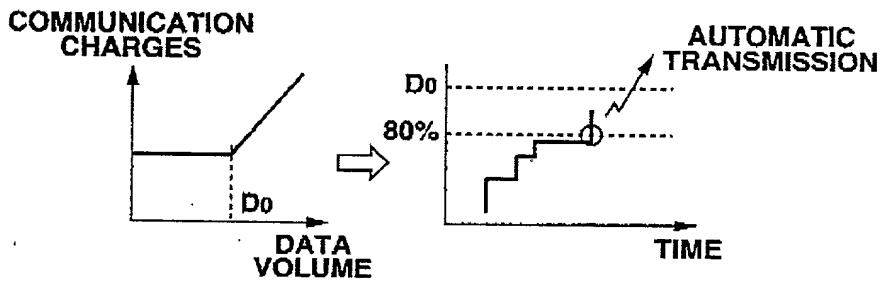 COMMUNICATION
CHARGES
D0
DATA
VOLUME
AUTOMATIC
TRANSMISSION
D0
80%
TIME